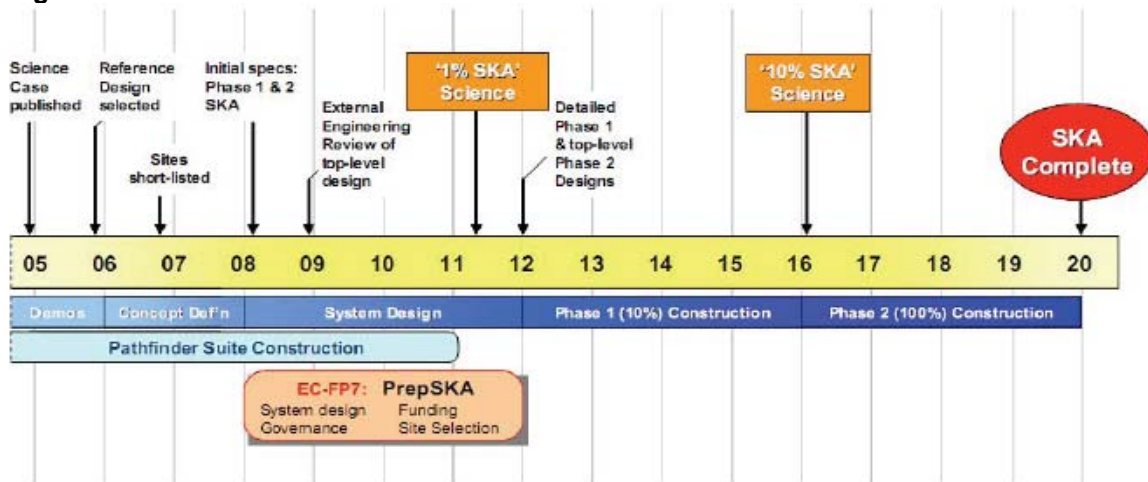 Science
Case
published
Reference
Design
selected
Sites
short-listed
Initial specs:
Phase 1 & 2
SKA
External
Engineering
Review of
top-level
design
'1% SKA'
Science
Detailed
Phase 1
& top-level
Phase 2
Designs
'10% SKA'
Science
SKA
Complete
05 06 07 08 09 10 11 12 13 14 15 16 17 18 19 20
Demos Concept Def'n System Design Phase 1 (10%) Construction Phase 2 (100%) Construction
Pathfinder Suite Construction
EC-FP7: PrepSKA
System design Funding
Governance Site Selection